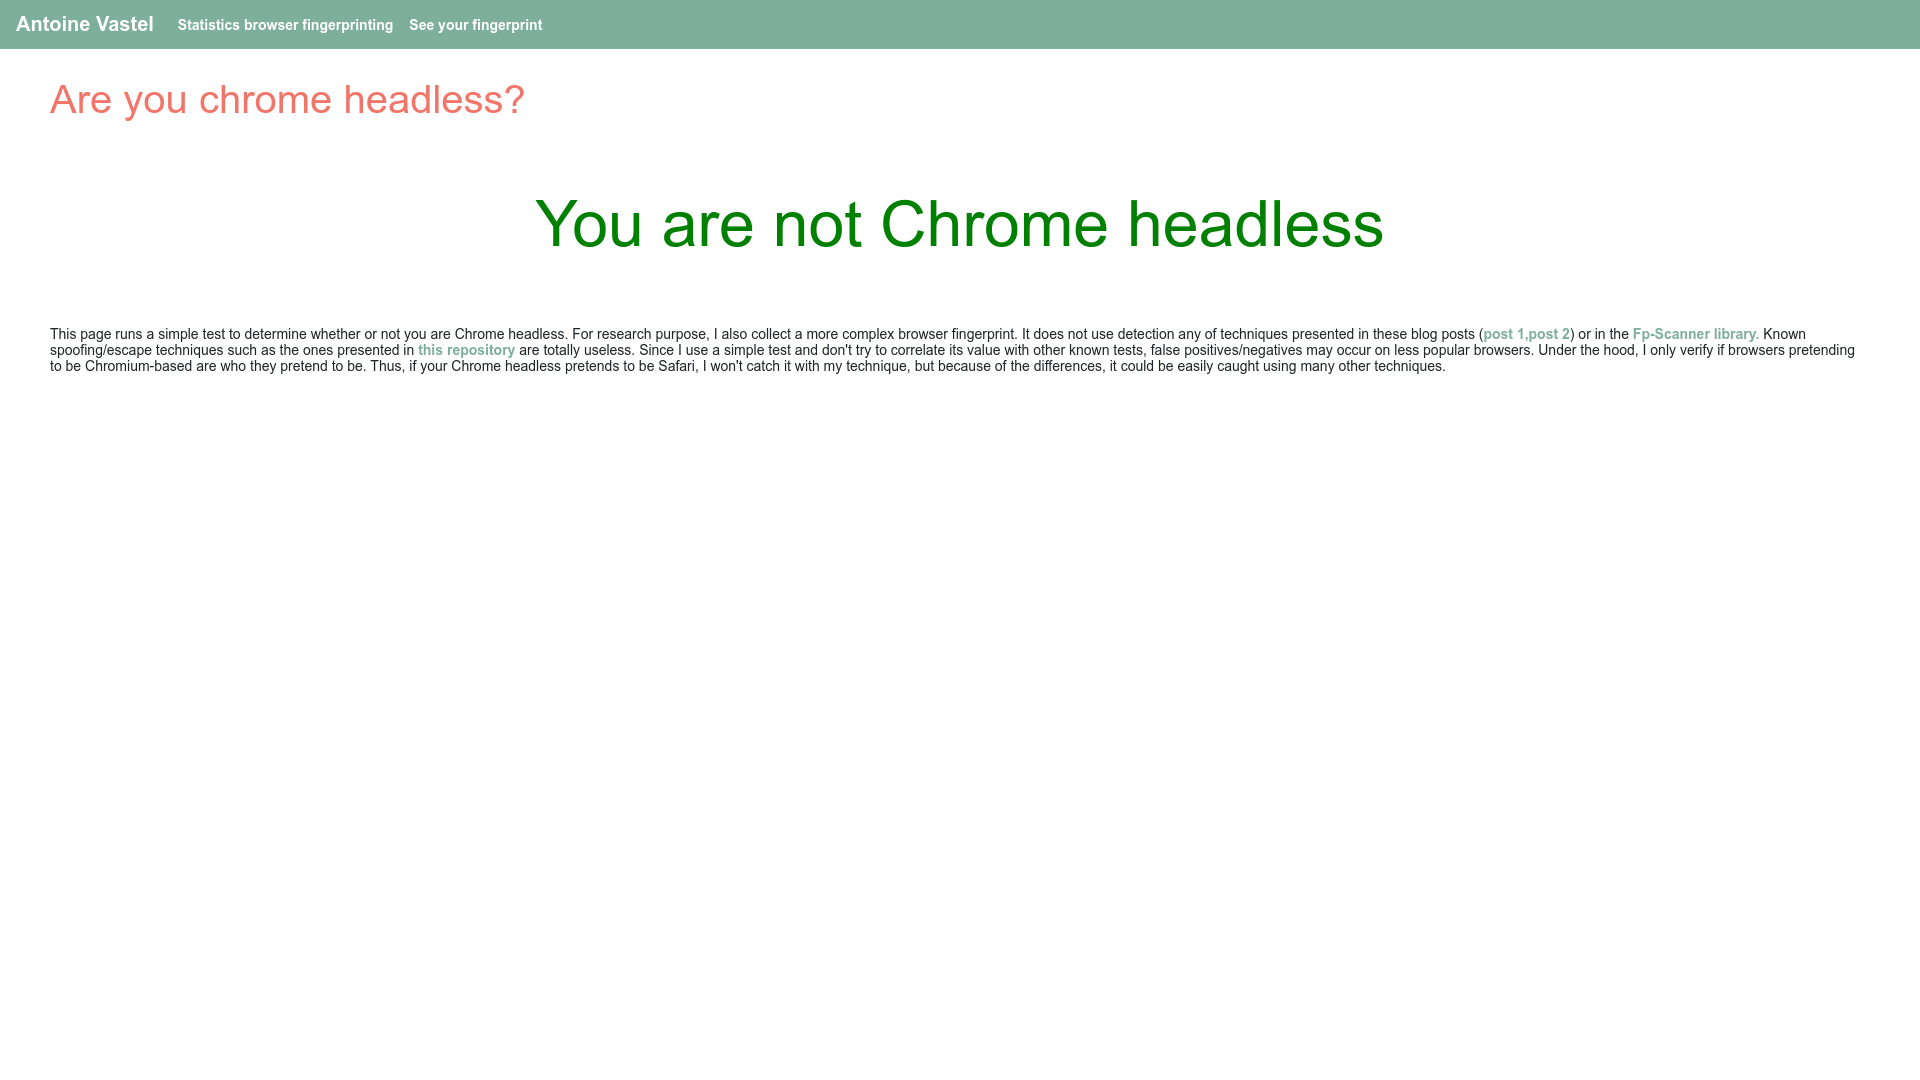 Antoine Vastel Statistics browser fingerprinting See your fingerprint
Are you chrome headless?
You are not Chrome headless
This page runs a simple test to determine whether or not you are Chrome headless. For research purpose, I also collect a more complex browser fingerprint. It does not use detection any of techniques presented in these blog posts (post 1,post 2) or in the Fp-Scanner library. Known
spoofing/escape techniques such as the ones presented in this repository are totally useless. Since I use a simple test and don't try to correlate its value with other known tests, false positives/negatives may occur on less popular browsers. Under the hood, I only verify if browsers pretending
to be Chromium-based are who they pretend to be. Thus, if your Chrome headless pretends to be Safari, I won't catch it with my technique, but because of the differences, it could be easily caught using many other techniques.